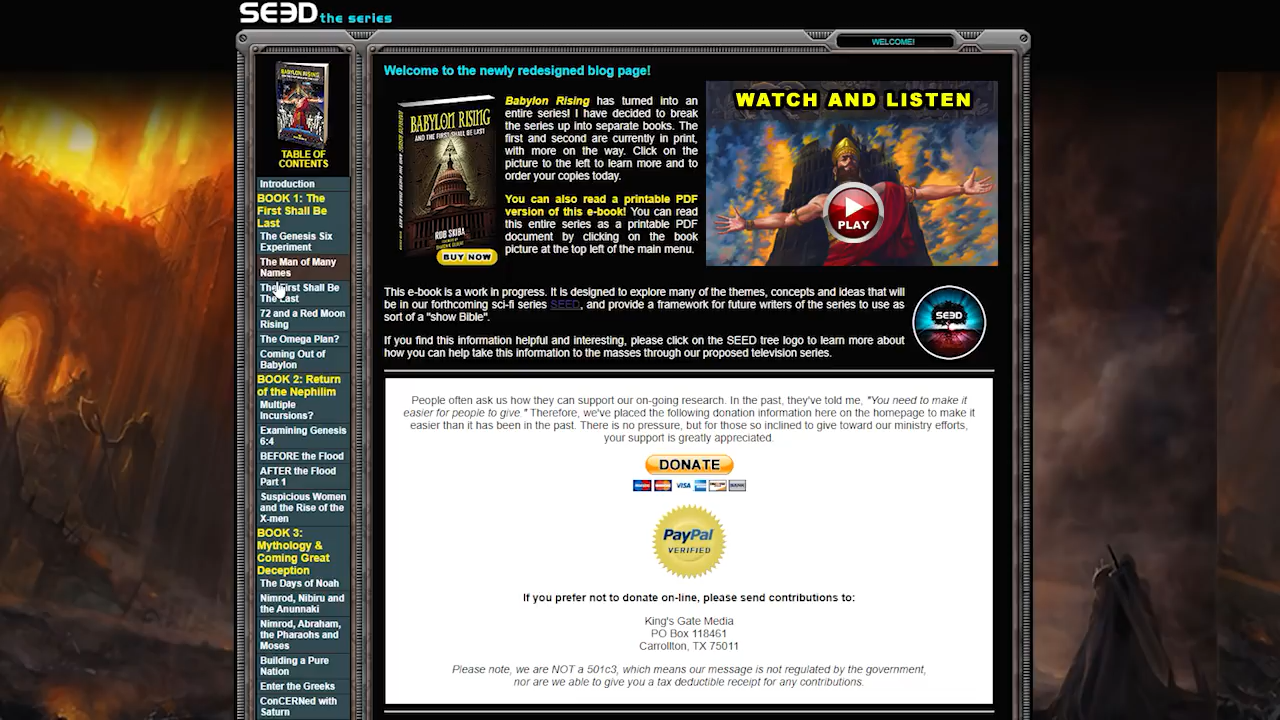 SEED the series
WELCOME!
BABYLON RISING
TABLE OF
CONTENTS
Introduction
BOOK 1: The
First Shall Be
Last
The Genesis Six
Experiment
The Man of Many
Names
The First Shall Be
The Last
72 and a Red Moon
Rising
The Omega Plan?
Coming Out of
Babylon
BOOK 2: Return
of the Nephilim
Multiple
Incursions?
Examining Genesis
6:4
BEFORE the Flood
AFTER the Flood
Part 1
Suspicious Women
and the Rise of the
X-men
BOOK 3:
Mythology &
Coming Great
Deception
The Days of Noah
Nimrod, Nibiru and
the Anunnaki
Nimrod, Abraham,
the Pharaohs and
Moses
Building a Pure
Nation
Enter the Greeks
ConCERNed with
Saturn
Welcome to the newly redesigned blog page!
BABYLON RISING
AND THE FIRST SHALL BE LAST
ROB SKIBA
BUY NOW
Babylon Rising has turned into an
entire series! I have decided to break
the series up into separate books. The
first and second are currently in print,
with more on the way. Click on the
picture to the left to learn more and to
order your copies today.
You can also read a printable PDF
version of this e-book! You can read
this entire series as a printable PDF
document by clicking on the book
picture at the top left of the main menu.
WATCH AND LISTEN
PLAY
This e-book is a work in progress. It is designed to explore many of the themes, concepts and ideas that will
be in our forthcoming sci-fi series SEED, and provide a framework for future writers of the series to use as
sort of a "show Bible".
If you find this information helpful and interesting, please click on the SEED tree logo to learn more about
how you can help take this information to the masses through our proposed television series.
SEED
People often ask us how they can support our on-going research. In the past, they've told me, "You need to make it
easier for people to give." Therefore, we've placed the following donation information here on the homepage to make it
easier than it has been in the past. There is no pressure, but for those so inclined to give toward our ministry efforts,
your support is greatly appreciated.
DONATE
VISA
PayPal
VERIFIED
If you prefer not to donate on-line, please send contributions to:
King's Gate Media
PO Box 118461
Carrollton, TX 75011
Please note, we are NOT a 501c3, which means our message is not regulated by the government,
nor are we able to give you a tax deductible receipt for any contributions.